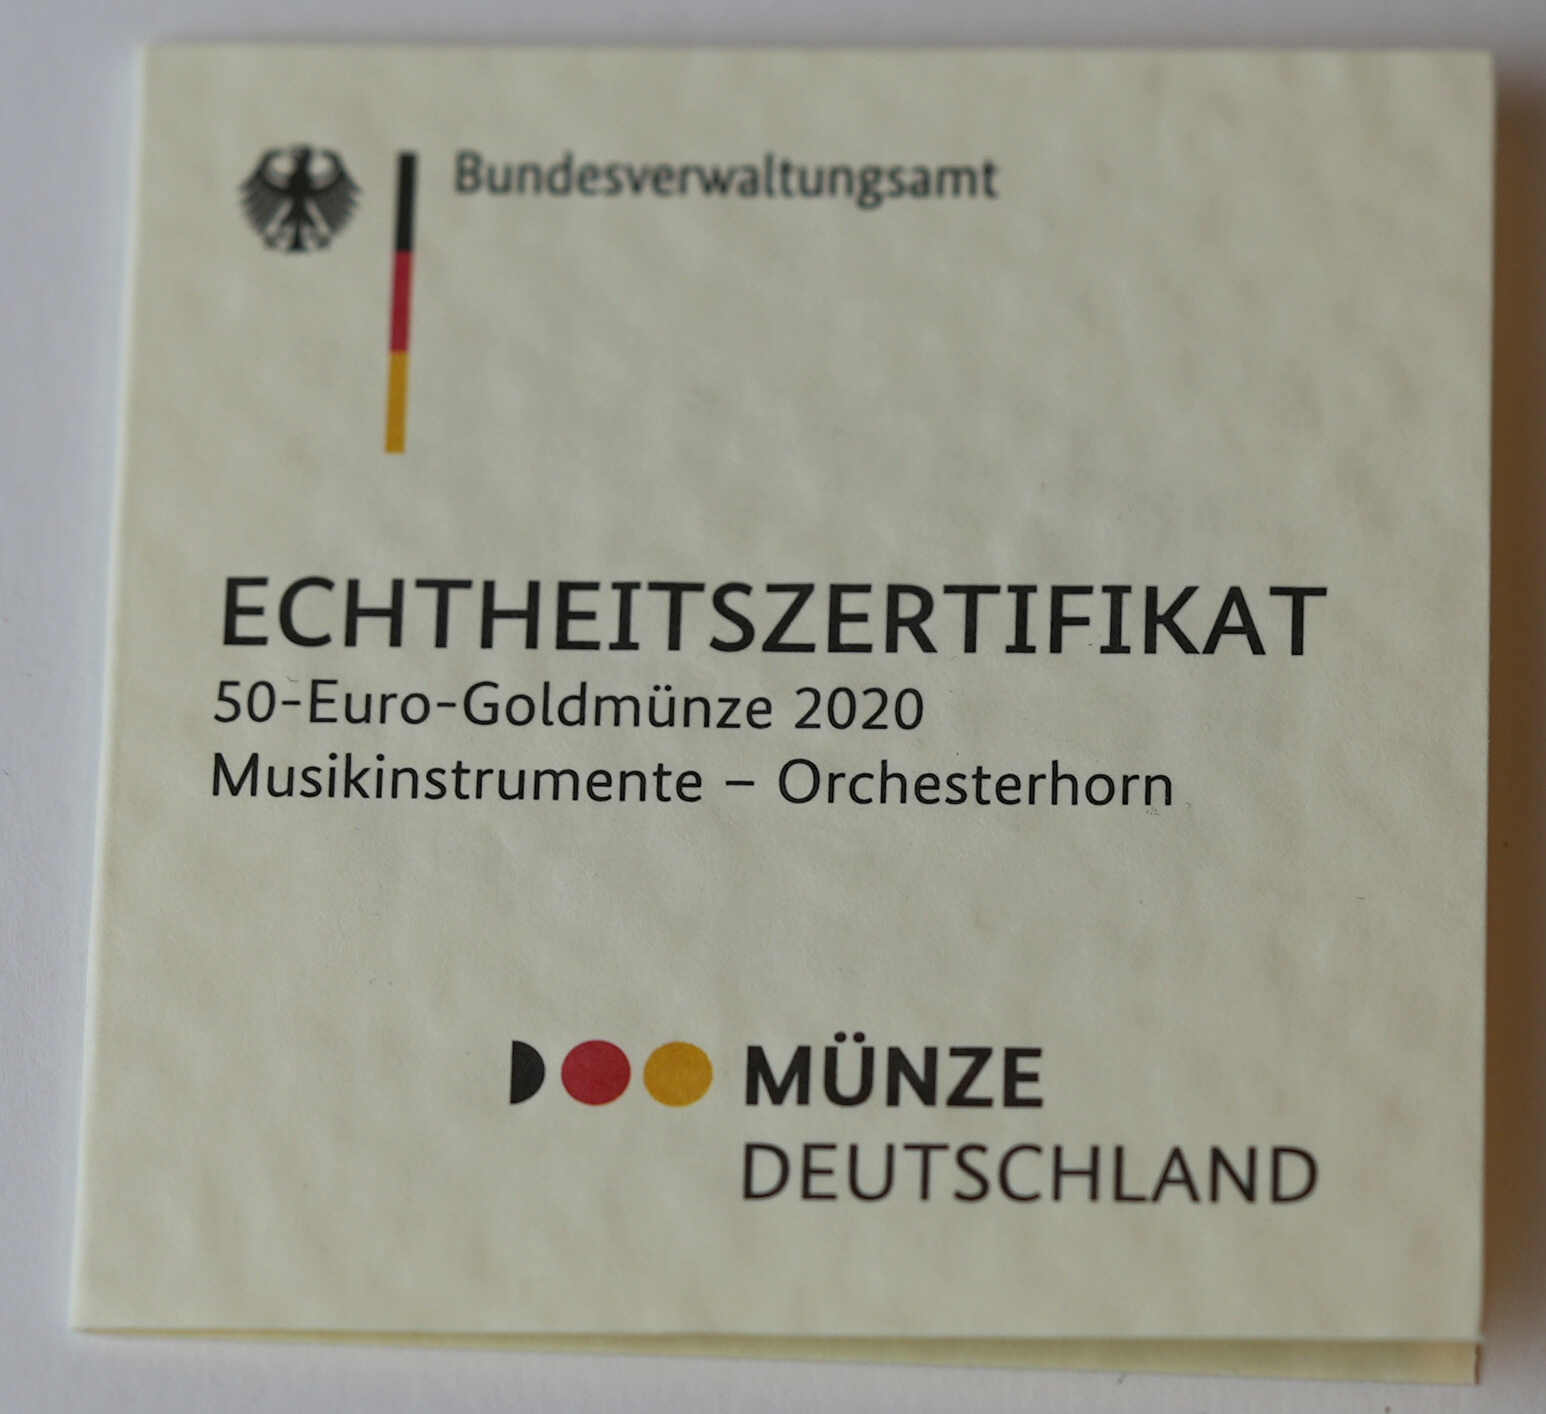 Bundesverwaltungsamt
ECHTHEITSZERTIFIKAT
50-Euro-Goldmünze 2020
Musikinstrumente – Orchesterhorn
MÜNZE
DEUTSCHLAND